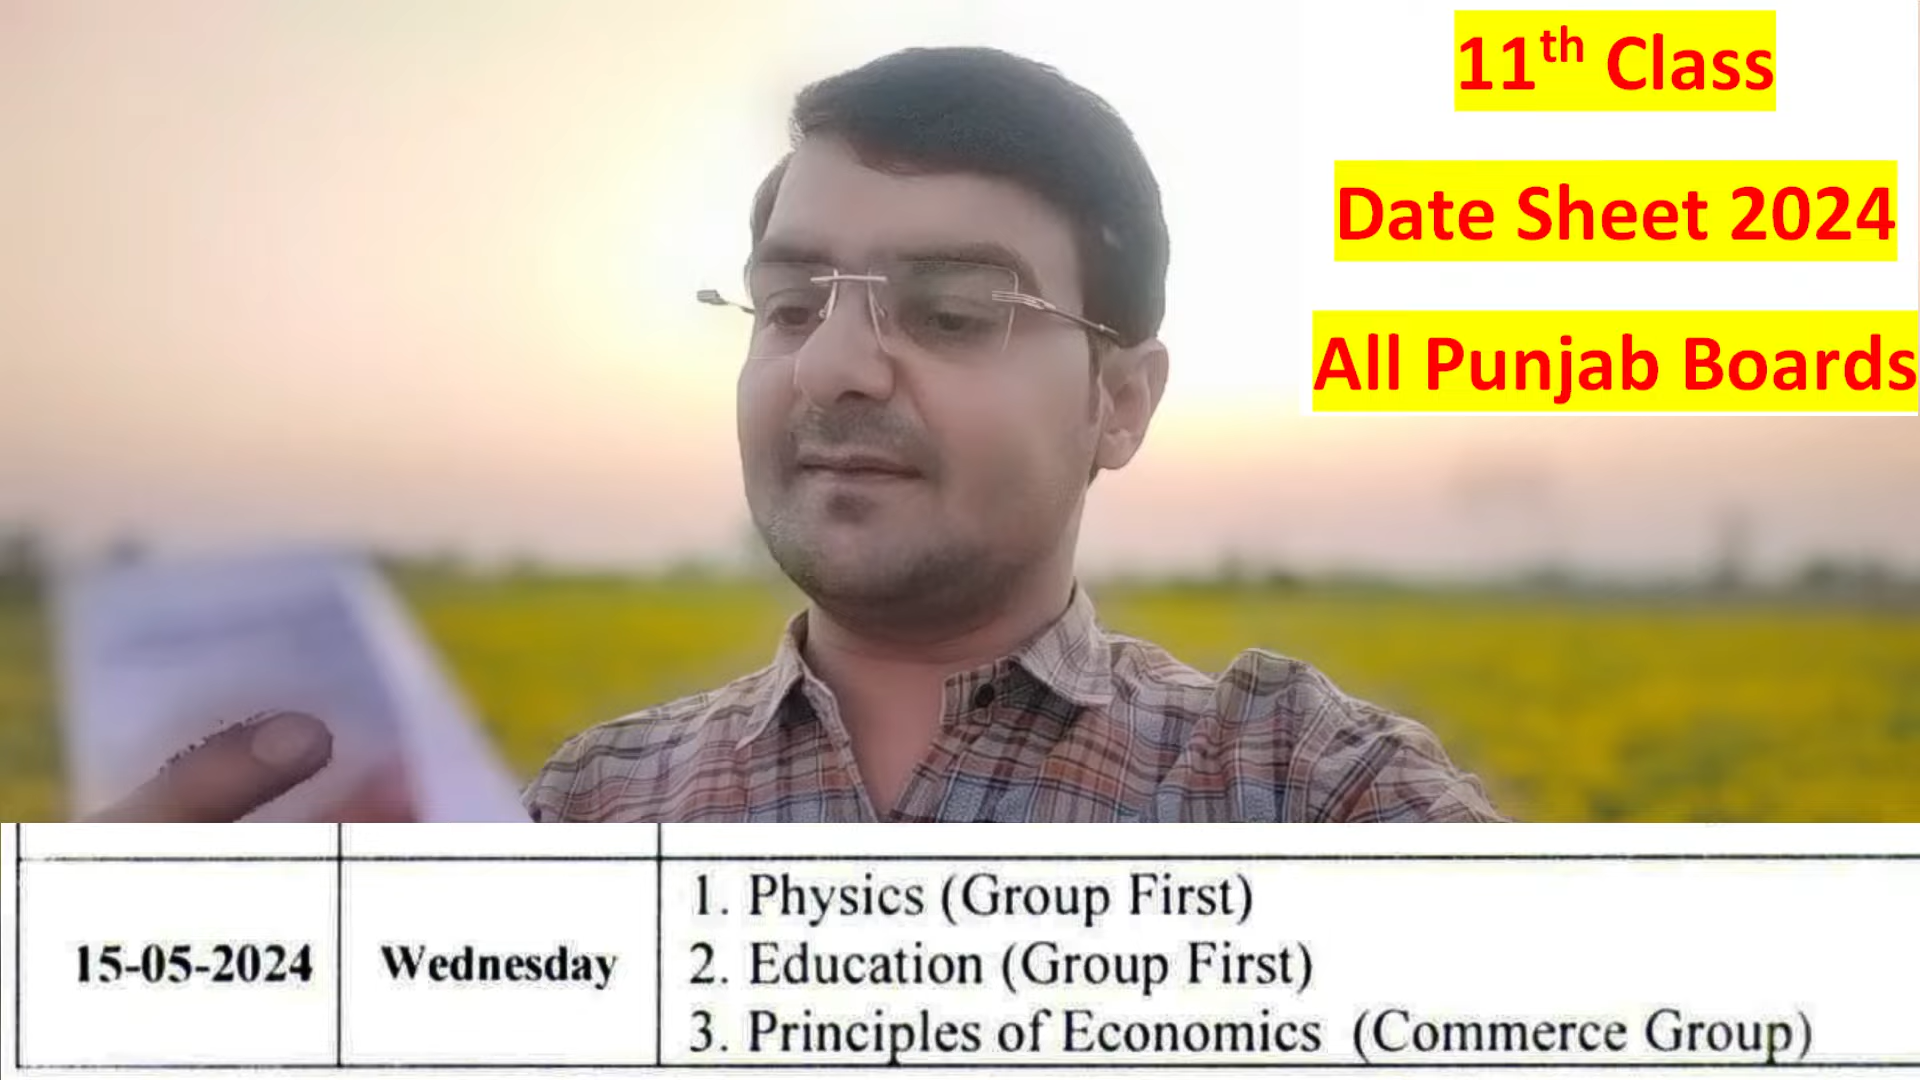 11th Class
Date Sheet 2024
All Punjab Boards
15-05-2024
Wednesday
1. Physics (Group First)
2. Education (Group First)
3. Principles of Economics (Commerce Group)